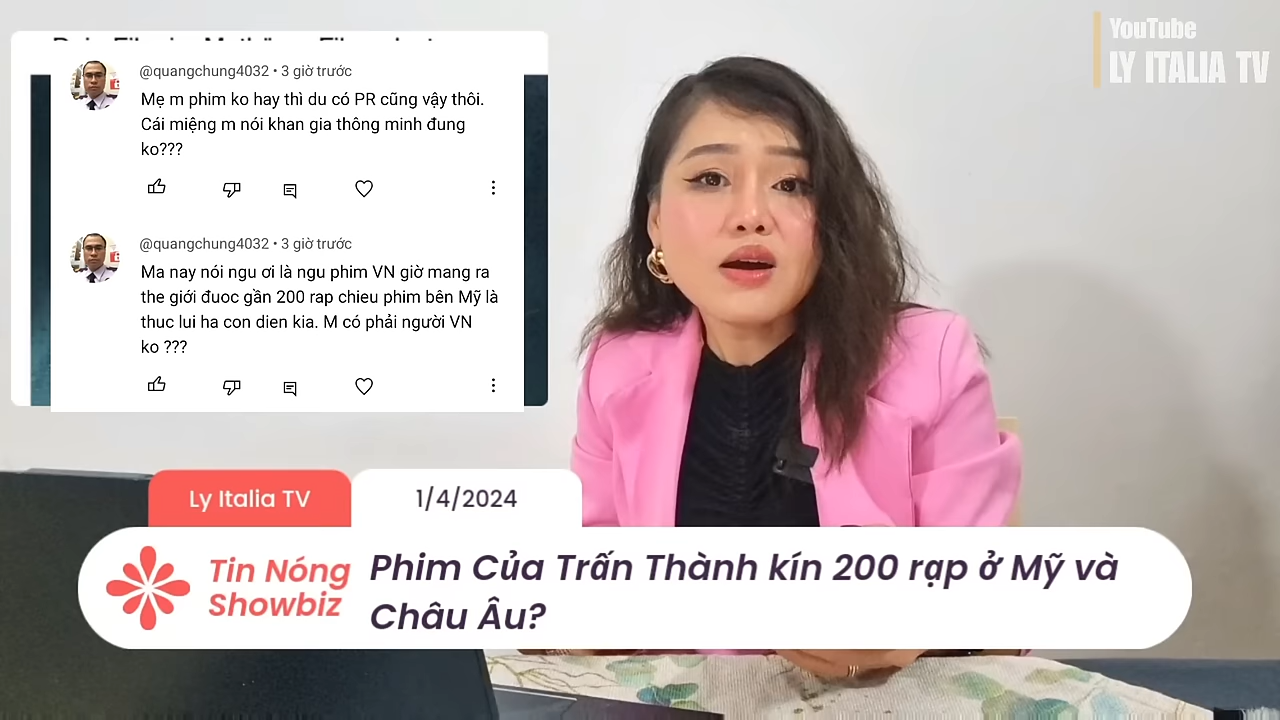 YouTube
LY ITALIA TV
@quangchung4032 • 3 giờ trước
Mẹ m phim ko hay thì du có PR cũng vậy thôi.
Cái miệng m nói khan gia thông minh đung
ko???
@quangchung4032 • 3 giờ trước
Ma nay nói ngu ơi là ngu phim VN giờ mang ra
the giới đuoc gần 200 rap chieu phim bên Mỹ là
thuc lui ha con dien kia. M có phải người VN
ko ???
Ly Italia TV
1/4/2024
Tin Nóng
Showbiz
Phim Của Trấn Thành kín 200 rạp ở Mỹ và
Châu Âu?